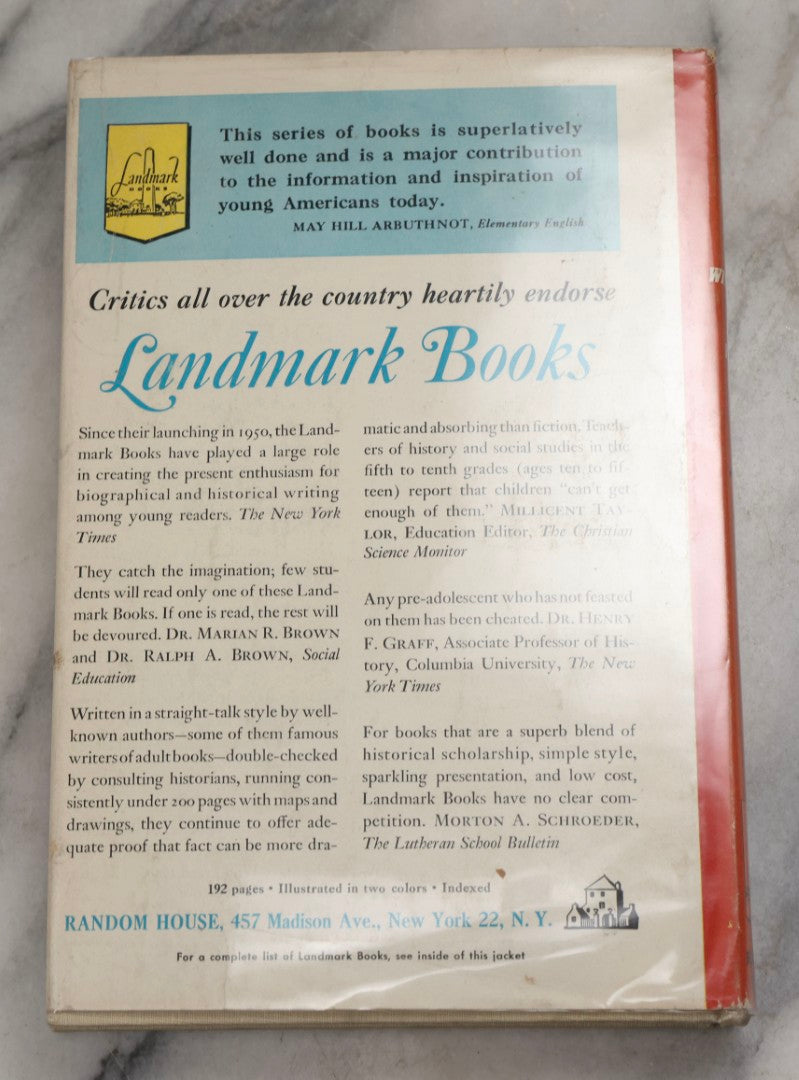 Landmark
BOOKS
This series of books is superlatively
well done and is a major contribution
to the information and inspiration of
young Americans today.
MAY HILL ARBUTHNOT, Elementary English
Critics all over the country heartily endorse
Landmark Books
Since their launching in 1950, the Land-
mark Books have played a large role
in creating the present enthusiasm for
biographical and historical writing
among young readers. The New York
Times
They catch the imagination; few stu-
dents will read only one of these Land-
mark Books. If one is read, the rest will
be devoured. DR. MARIAN R. BROWN
and DR. RALPH A. BROWN, Social
Education
Written in a straight-talk style by well-
known authors—some of them famous
writers of adult books—double-checked
by consulting historians, running con-
sistently under 200 pages with maps and
drawings, they continue to offer ade-
quate proof that fact can be more dra-
matic and absorbing than fiction. Teach-
ers of history and social studies in the
fifth to tenth grades (ages ten to fif-
teen) report that children "can't get
enough of them." MILLICENT TAY-
LOR, Education Editor, The Christian
Science Monitor
Any pre-adolescent who has not feasted
on them has been cheated. DR. HENRY
F. GRAFF, Associate Professor of His-
tory, Columbia University, The New
York Times
For books that are a superb blend of
historical scholarship, simple style,
sparkling presentation, and low cost,
Landmark Books have no clear com-
petition. MORTON A. SCHROEDER,
The Lutheran School Bulletin
192 pages • Illustrated in two colors • Indexed
RANDOM HOUSE, 457 Madison Ave., New York 22, N. Y.
For a complete list of Landmark Books, see inside of this jacket